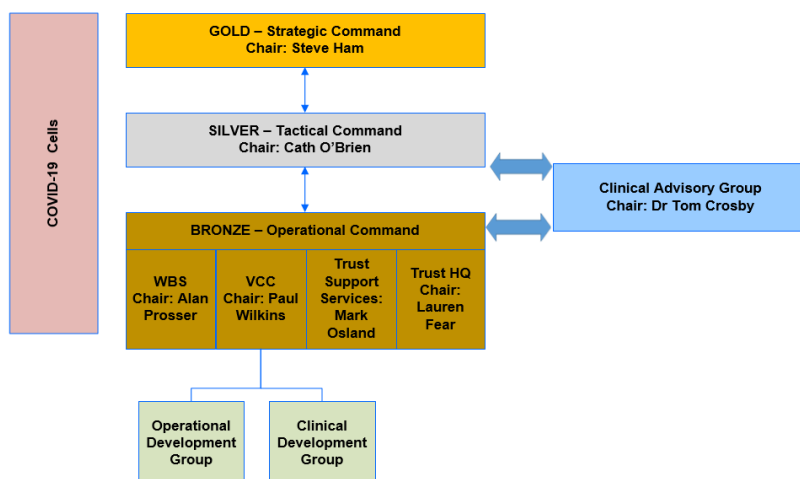 COVID-19 Cells
GOLD – Strategic Command
Chair: Steve Ham
SILVER – Tactical Command
Chair: Cath O’Brien
Clinical Advisory Group
Chair: Dr Tom Crosby
BRONZE – Operational Command
WBS
Chair: Alan
Prosser
VCC
Chair: Paul
Wilkins
Trust
Support
Services:
Mark
Osland
Trust HQ
Chair:
Lauren
Fear
Operational
Development
Group
Clinical
Development
Group